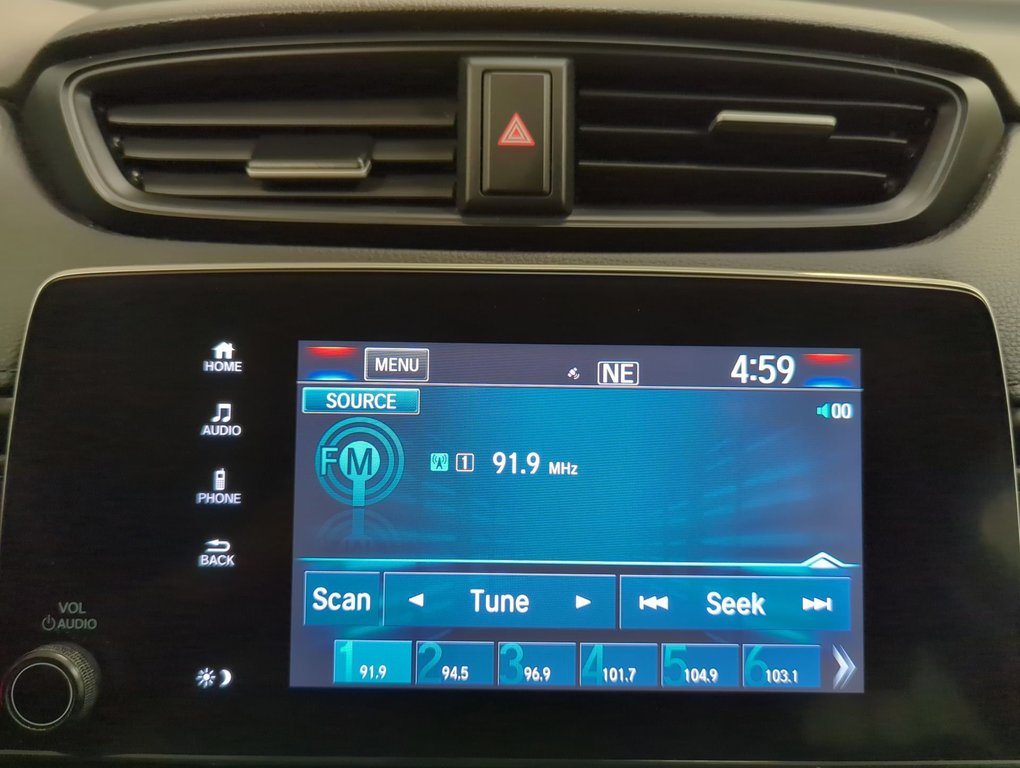 HOME
AUDIO
PHONE
BACK
VOL
AUDIO
MENU
NE
4:59
SOURCE
00
FM
1 91.9 MHz
Scan Tune Seek
1 91.9 2 94.5 3 96.9 4 101.7 5 104.9 6 103.1